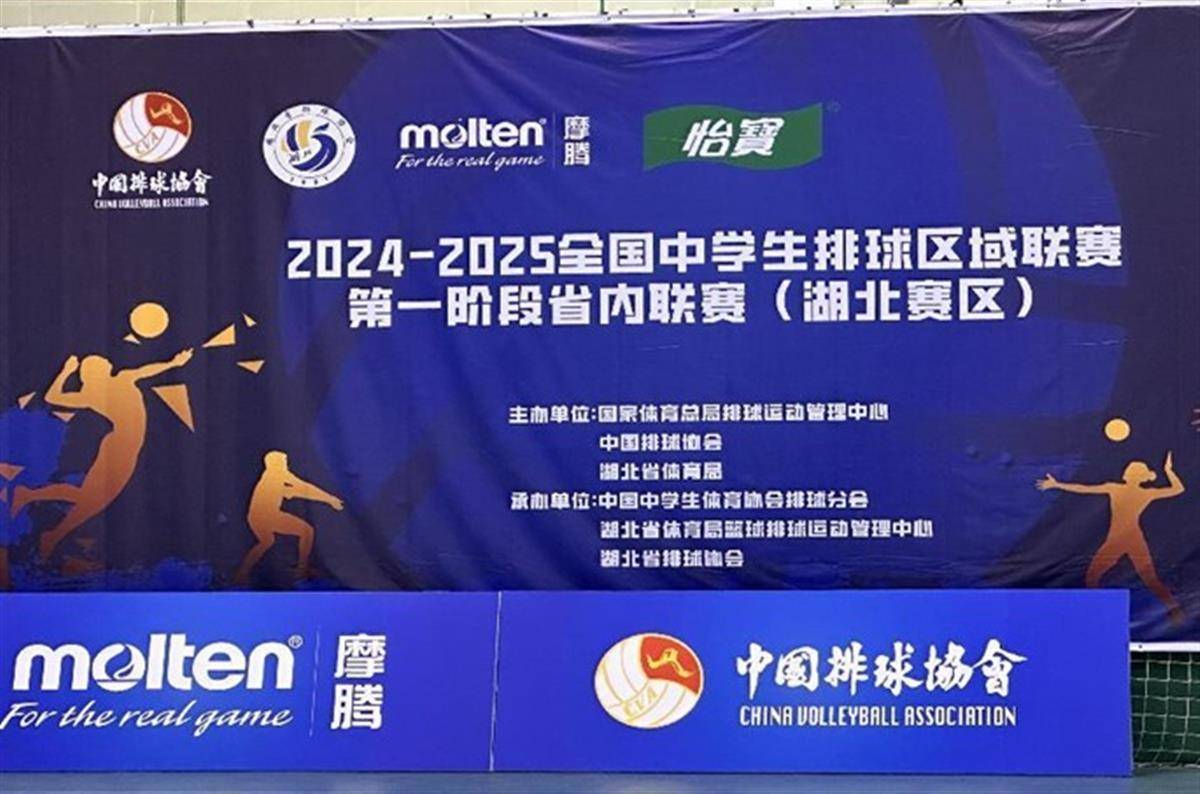 CVA
中国排球協會
CHINA VOLLEYBALL ASSOCIATION
molten®
For the real game
摩
腾
怡寶
2024-2025全国中学生排球区域联赛
第一阶段省内联赛（湖北赛区）
主办单位:国家体育总局排球运动管理中心
中国排球协会
湖北省体育局
承办单位:中国中学生体育协会排球分会
湖北省体育局篮球排球运动管理中心
湖北省排球协会
molten®
For the real game
摩
腾
CVA
中国排球協會
CHINA VOLLEYBALL ASSOCIATION